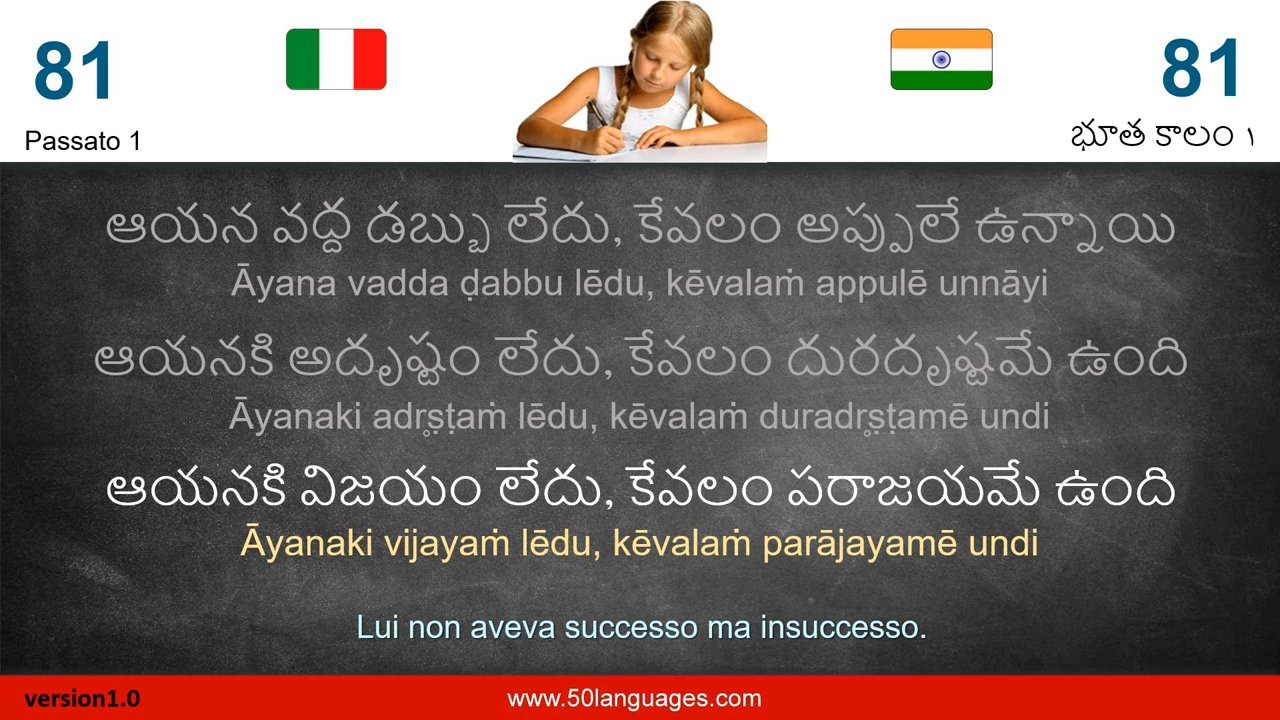 81
81
Passato 1
భూత కాలం ౧
ఆయన వద్ద డబ్బు లేదు, కేవలం అప్పులే ఉన్నాయి
Āyana vadda ḍabbu lēdu, kēvalaṁ appulē unnāyi
ఆయనకి అదృష్టం లేదు, కేవలం దురదృష్టమే ఉంది
Āyanaki adr̥ṣṭaṁ lēdu, kēvalaṁ duradr̥ṣṭamē undi
ఆయనకి విజయం లేదు, కేవలం పరాజయమే ఉంది
Āyanaki vijayaṁ lēdu, kēvalaṁ parājayamē undi
Lui non aveva successo ma insuccesso.
version1.0
www.50languages.com